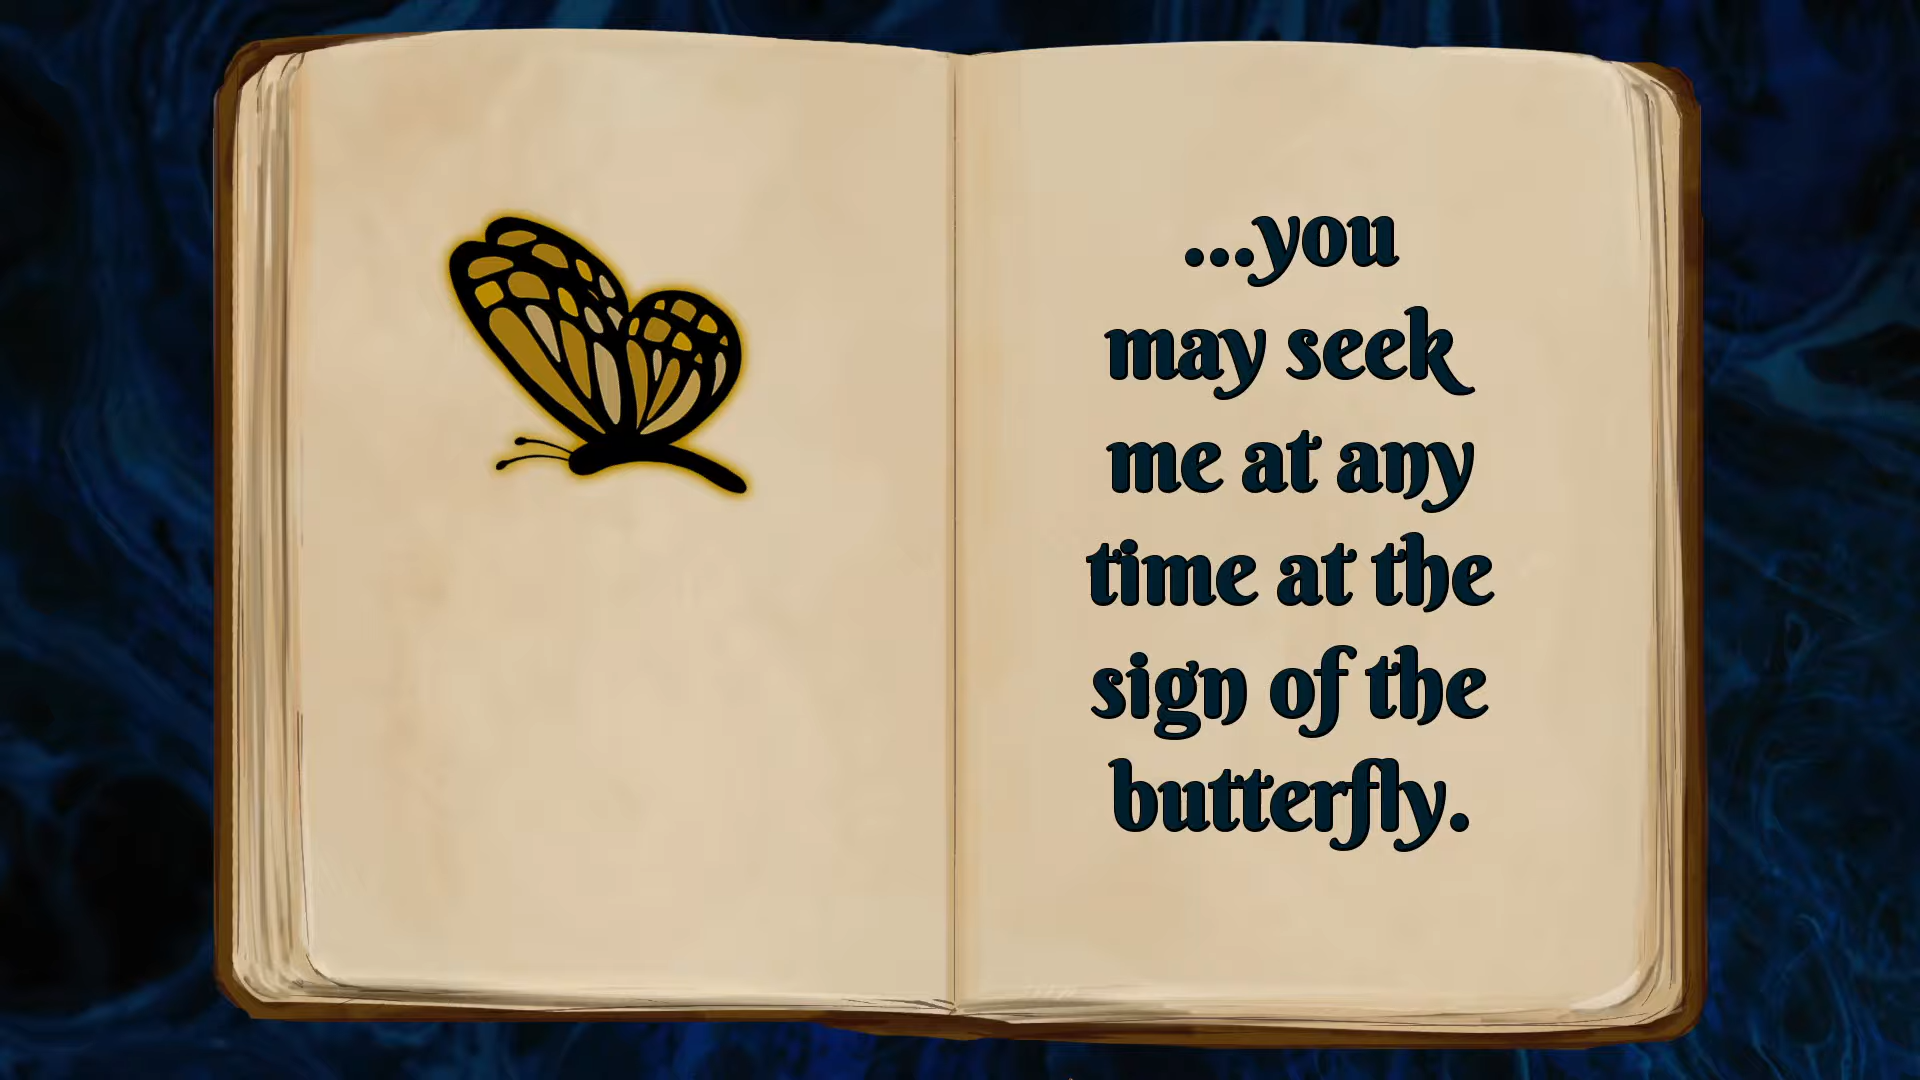 ...you
may seek
me at any
time at the
sign of the
butterfly.